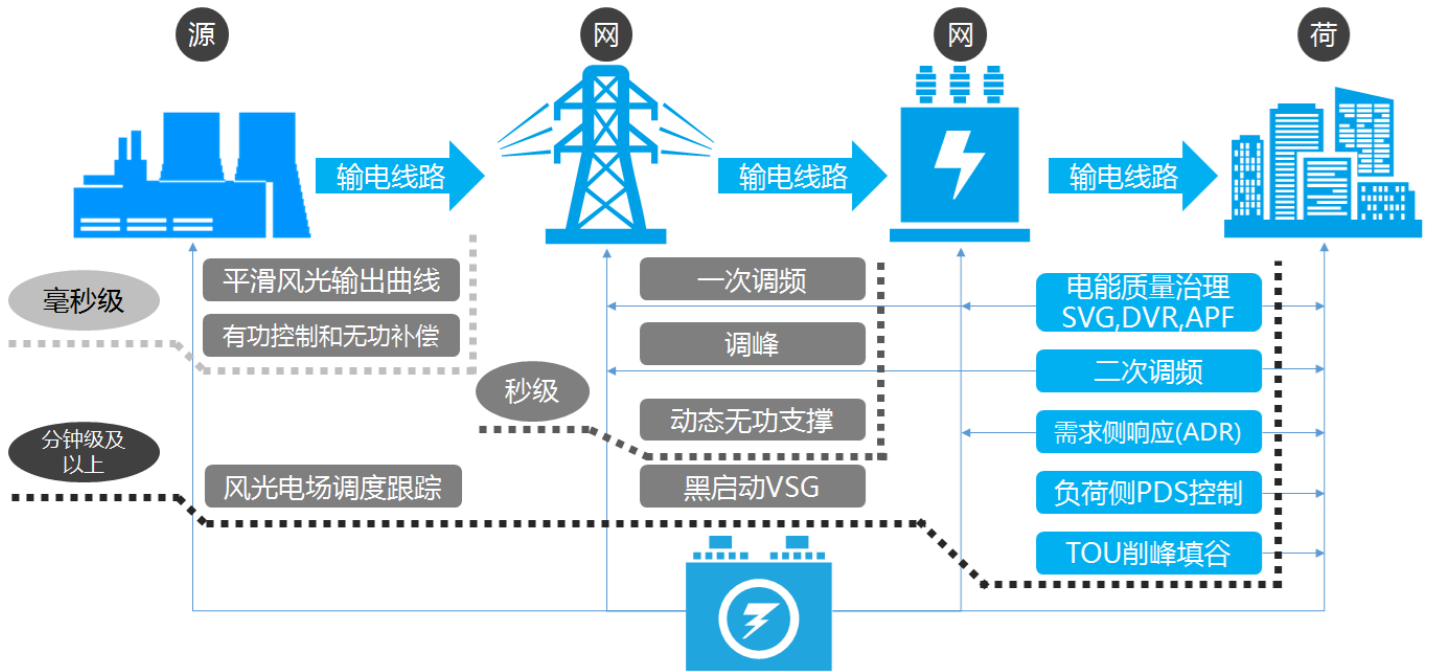 源
网
网
荷
输电线路
输电线路
输电线路
毫秒级
平滑风光输出曲线
有功控制和无功补偿
一次调频
调峰
秒级
动态无功支撑
电能质量治理
SVG,DVR,APF
二次调频
需求侧响应(ADR)
分钟级及
以上
风光电场调度跟踪
黑启动VSG
负荷侧PDS控制
TOU削峰填谷